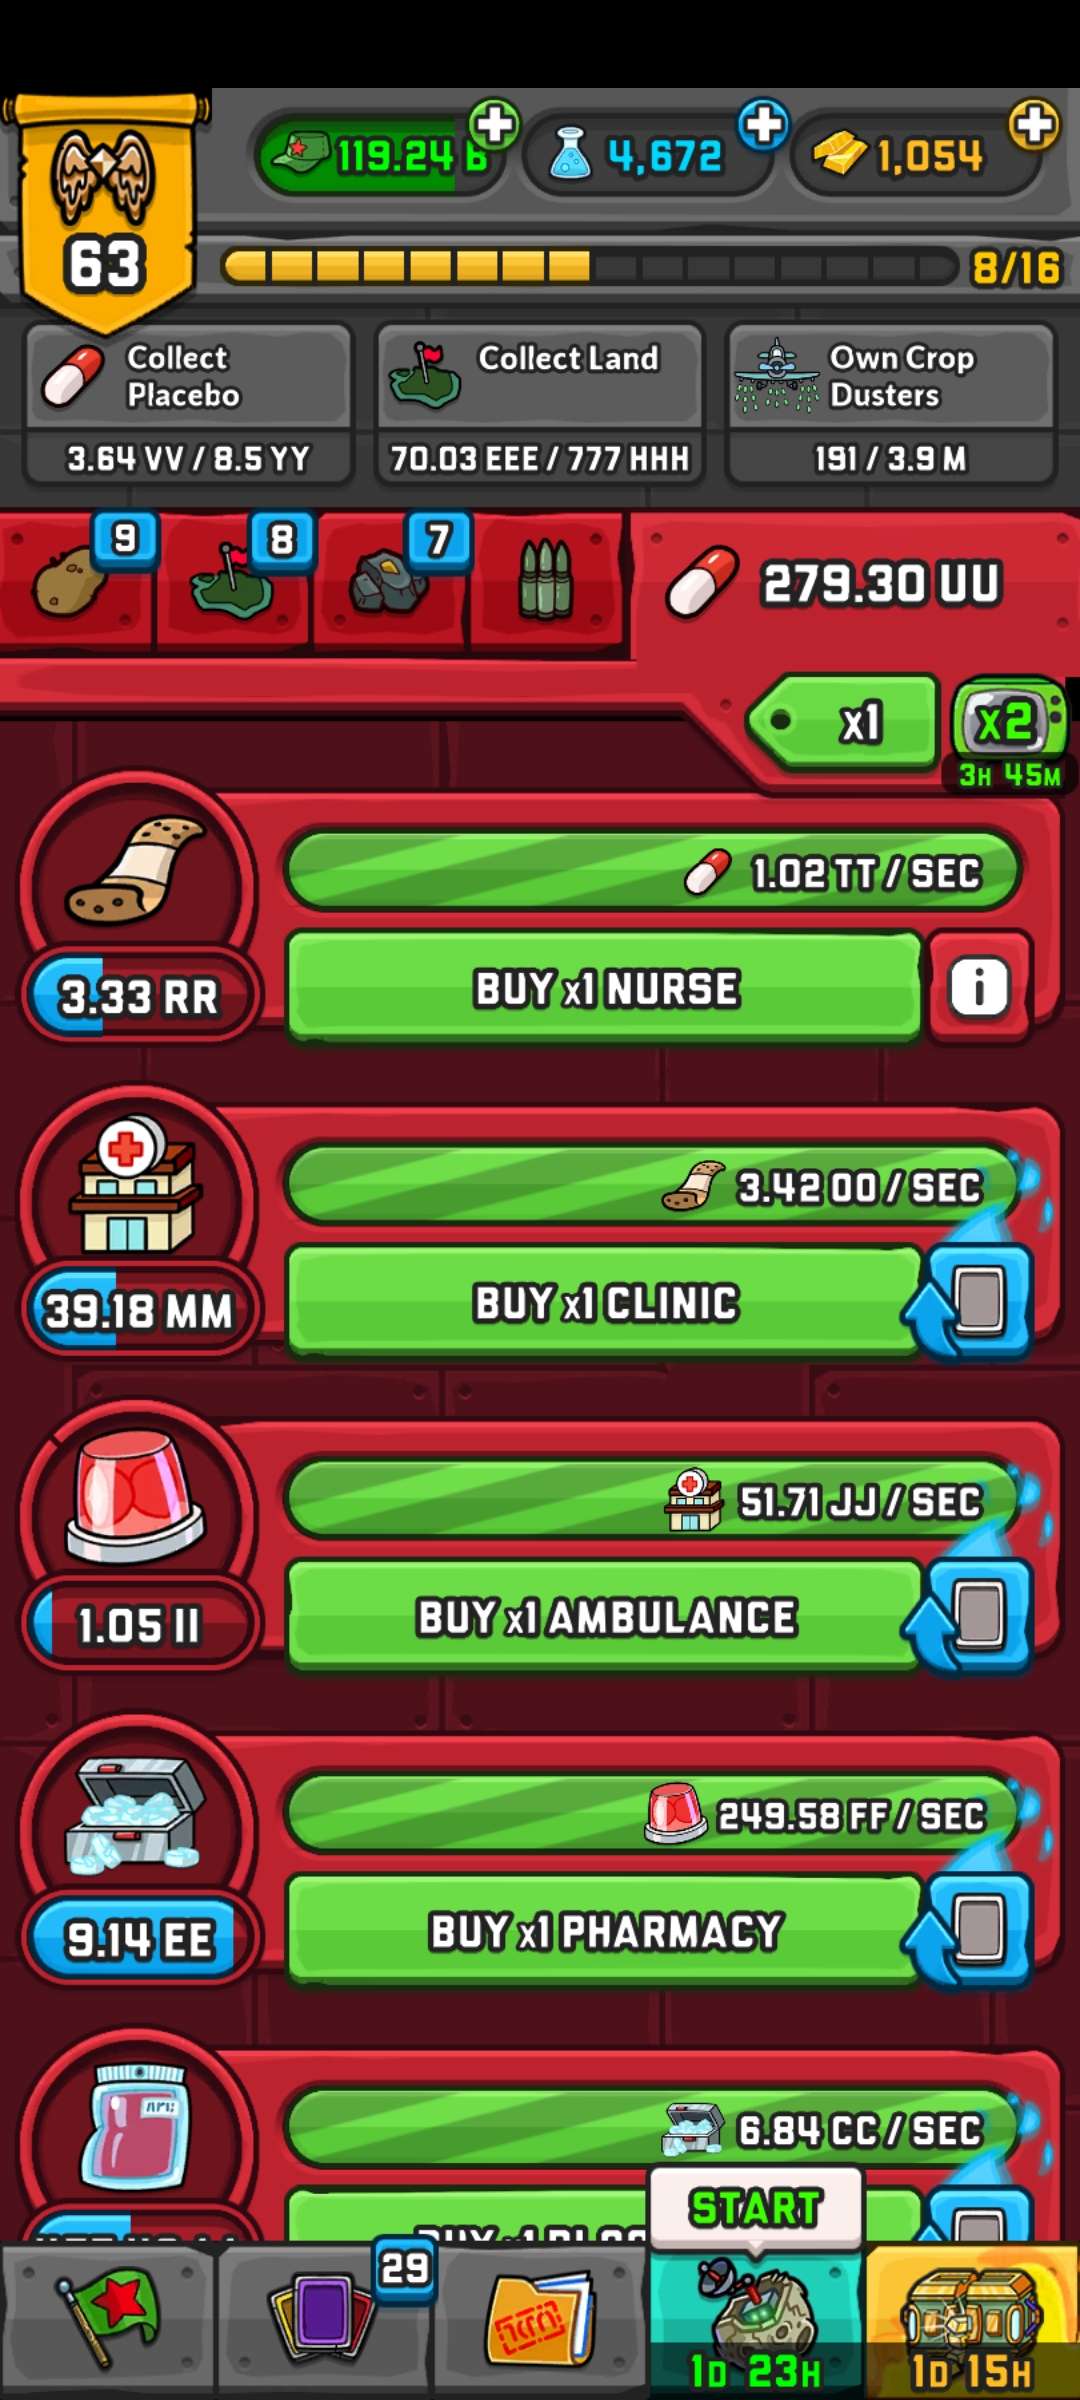 119.24 B
4,672
1,054
63
8/16
Collect
Placebo
3.64 VV / 8.5 YY
Collect Land
70.03 EEE / 777 HHH
Own Crop
Dusters
191 / 3.9 M
9
8
7
279.30 UU
x1
x2
3H 45M
1.02 TT / SEC
3.33 RR
BUY x1 NURSE
i
3.42 OO / SEC
39.18 MM
BUY x1 CLINIC
51.71 JJ / SEC
1.05 II
BUY x1 AMBULANCE
249.58 FF / SEC
9.14 EE
BUY x1 PHARMACY
6.84 CC / SEC
START
29
1D 23H
1D 15H